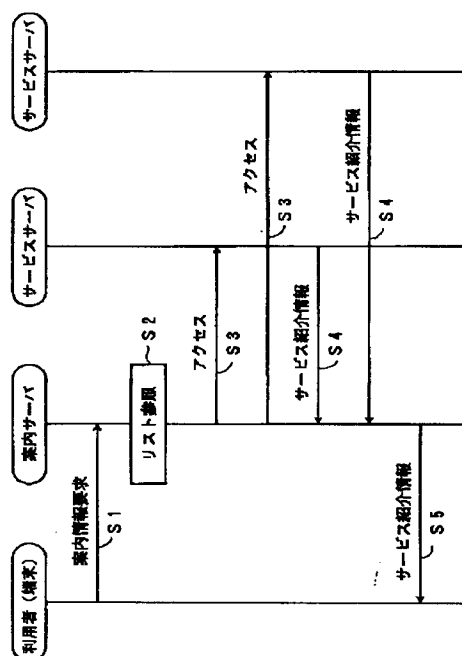 利用者（端末）
案内サーバ
サービスサーバ
サービスサーバ
案内情報要求
S1
リスト参照
S2
アクセス
S3
アクセス
S3
サービス紹介情報
S4
サービス紹介情報
S4
サービス紹介情報
S5